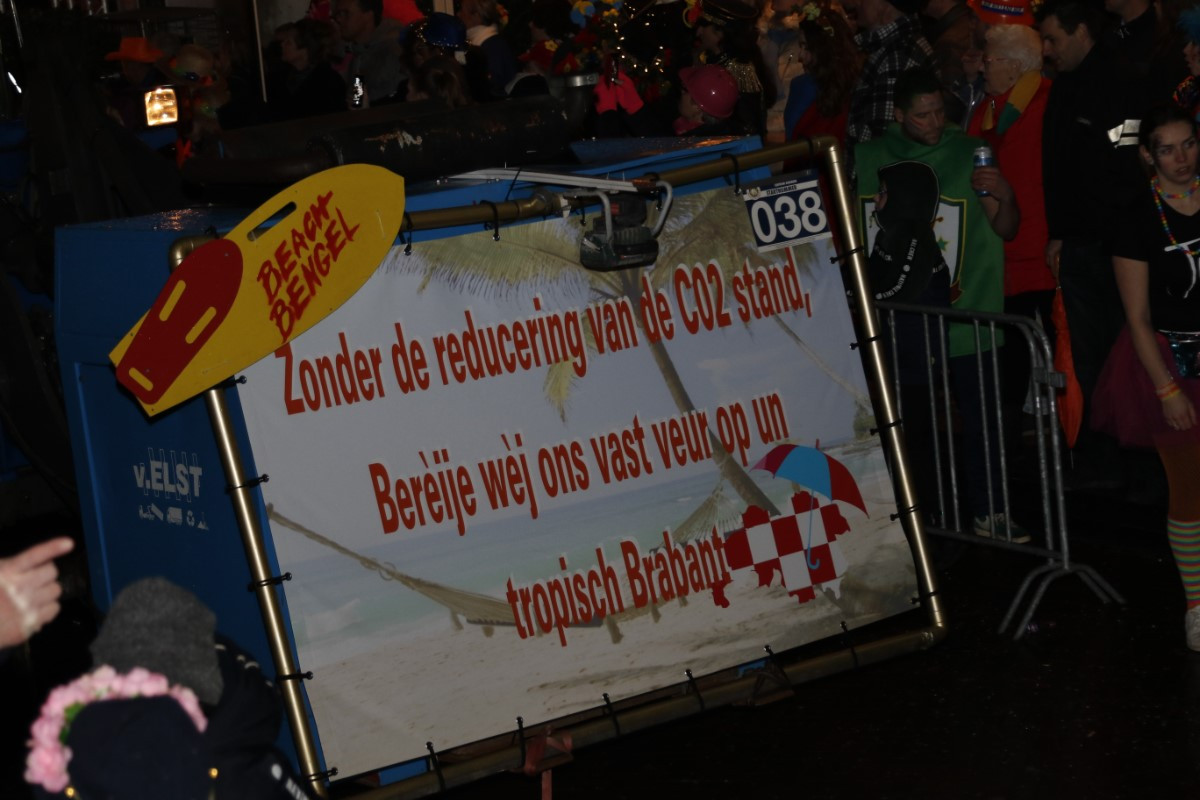 BEACH-
BENGEL
038
Zonder de reducering van de CO2 stand,
Berèije wèj ons vast veur op un
tropisch Brabant
v.ELST